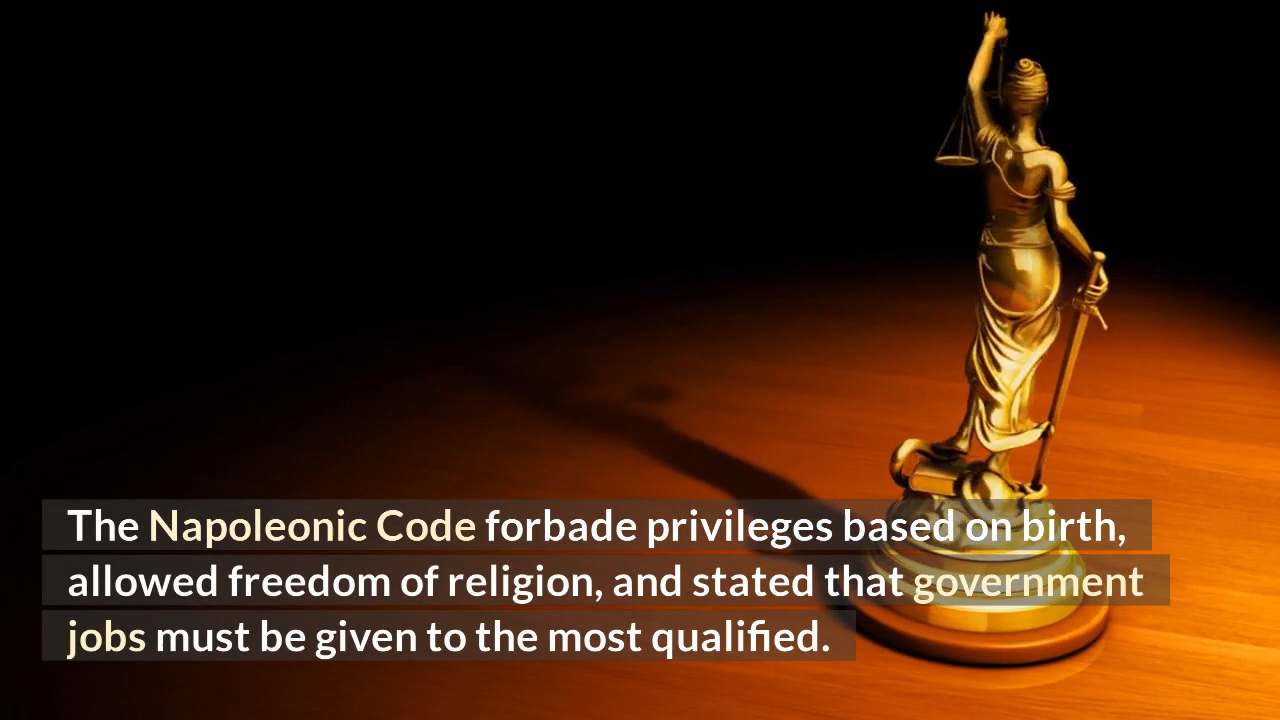 The Napoleonic Code forbade privileges based on birth,
allowed freedom of religion, and stated that government
jobs must be given to the most qualified.